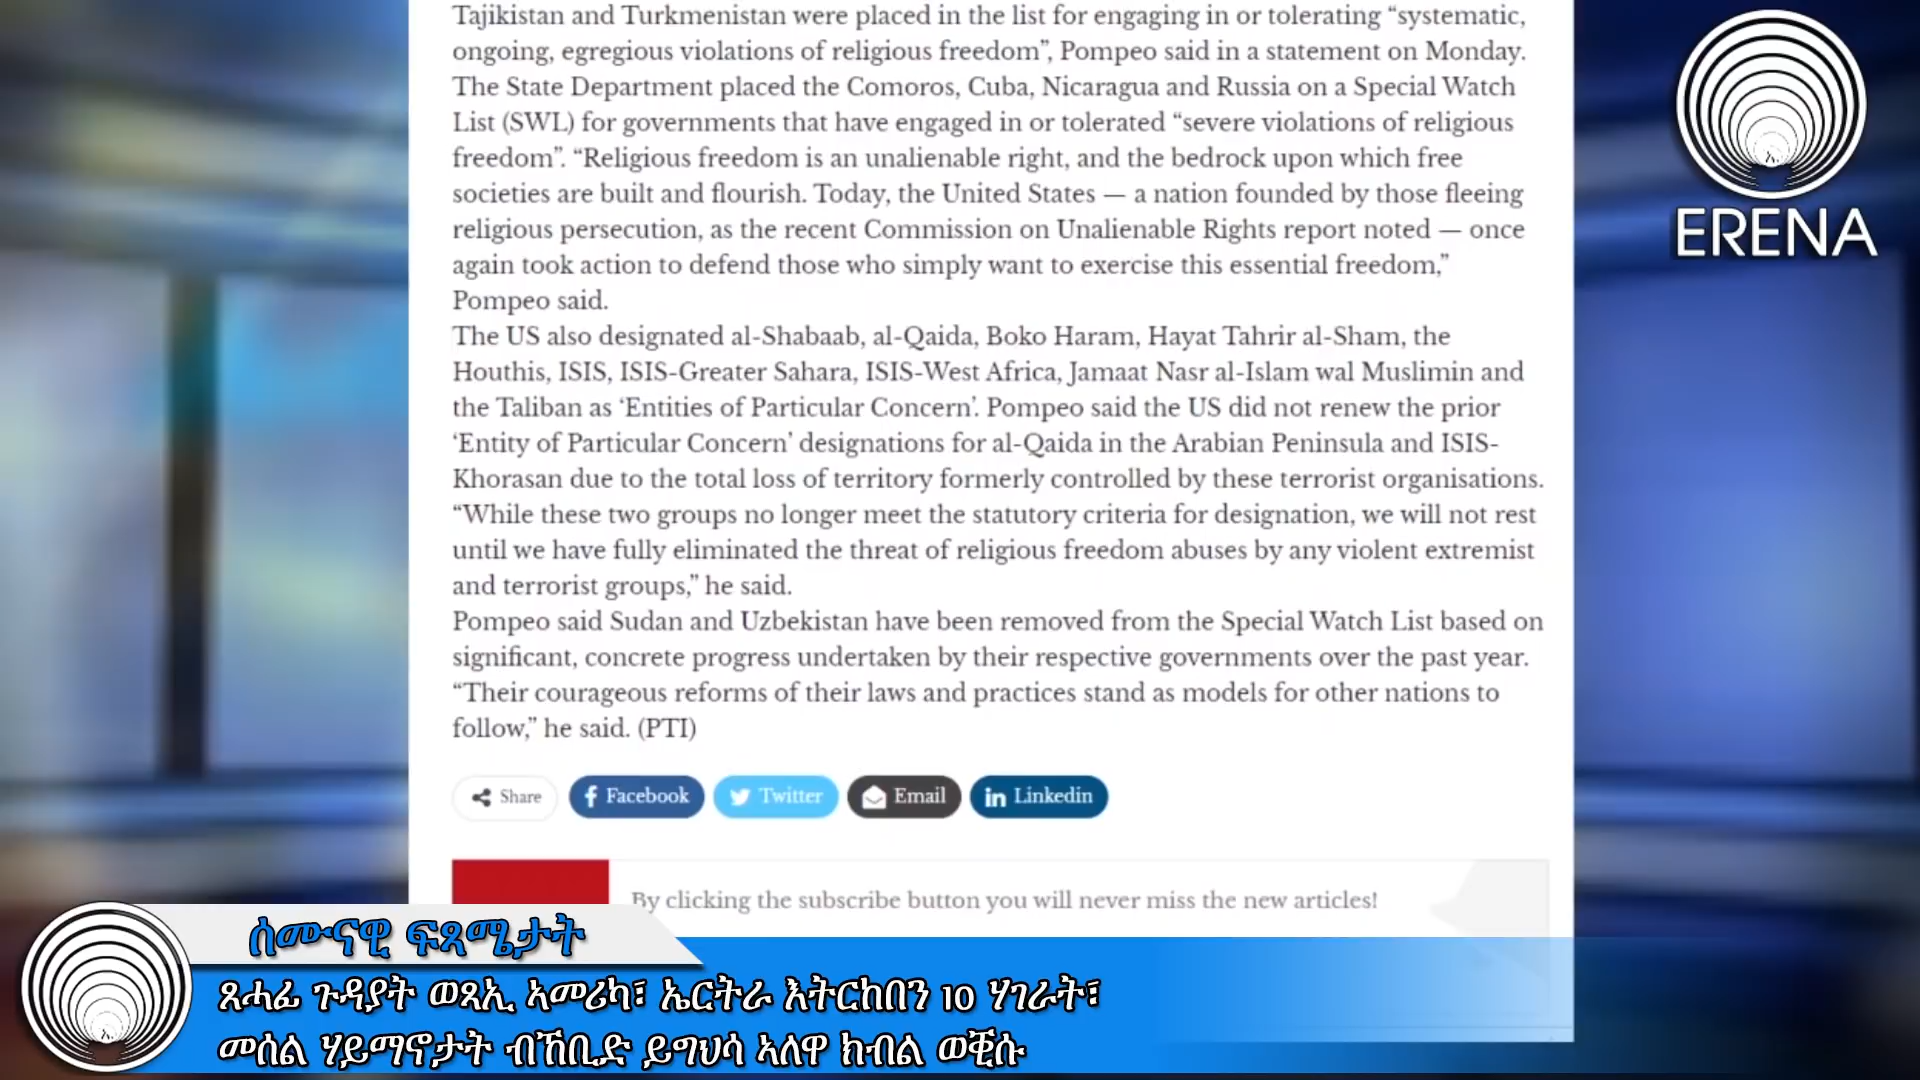 Tajikistan and Turkmenistan were placed in the list for engaging in or tolerating “systematic,
ongoing, egregious violations of religious freedom”, Pompeo said in a statement on Monday.
The State Department placed the Comoros, Cuba, Nicaragua and Russia on a Special Watch
List (SWL) for governments that have engaged in or tolerated “severe violations of religious
freedom”. “Religious freedom is an unalienable right, and the bedrock upon which free
societies are built and flourish. Today, the United States — a nation founded by those fleeing
religious persecution, as the recent Commission on Unalienable Rights report noted — once
again took action to defend those who simply want to exercise this essential freedom,”
Pompeo said.
The US also designated al-Shabaab, al-Qaida, Boko Haram, Hayat Tahrir al-Sham, the
Houthis, ISIS, ISIS-Greater Sahara, ISIS-West Africa, Jamaat Nasr al-Islam wal Muslimin and
the Taliban as ‘Entities of Particular Concern’. Pompeo said the US did not renew the prior
‘Entity of Particular Concern’ designations for al-Qaida in the Arabian Peninsula and ISIS-
Khorasan due to the total loss of territory formerly controlled by these terrorist organisations.
“While these two groups no longer meet the statutory criteria for designation, we will not rest
until we have fully eliminated the threat of religious freedom abuses by any violent extremist
and terrorist groups,” he said.
Pompeo said Sudan and Uzbekistan have been removed from the Special Watch List based on
significant, concrete progress undertaken by their respective governments over the past year.
“Their courageous reforms of their laws and practices stand as models for other nations to
follow,” he said. (PTI)
Share Facebook Twitter Email Linkedin
By clicking the subscribe button you will never miss the new articles!
ERENA
ሰሙናዊ ፍጻሜታት
ጸሓፊ ጉዳያት ወጻኢ ኣመሪካ፣ ኤርትራ እትርከበን 10 ሃገራት፣
መሰል ሃይማኖታት ብኸቢድ ይግህሳ ኣለዋ ክብል ወቒሱ